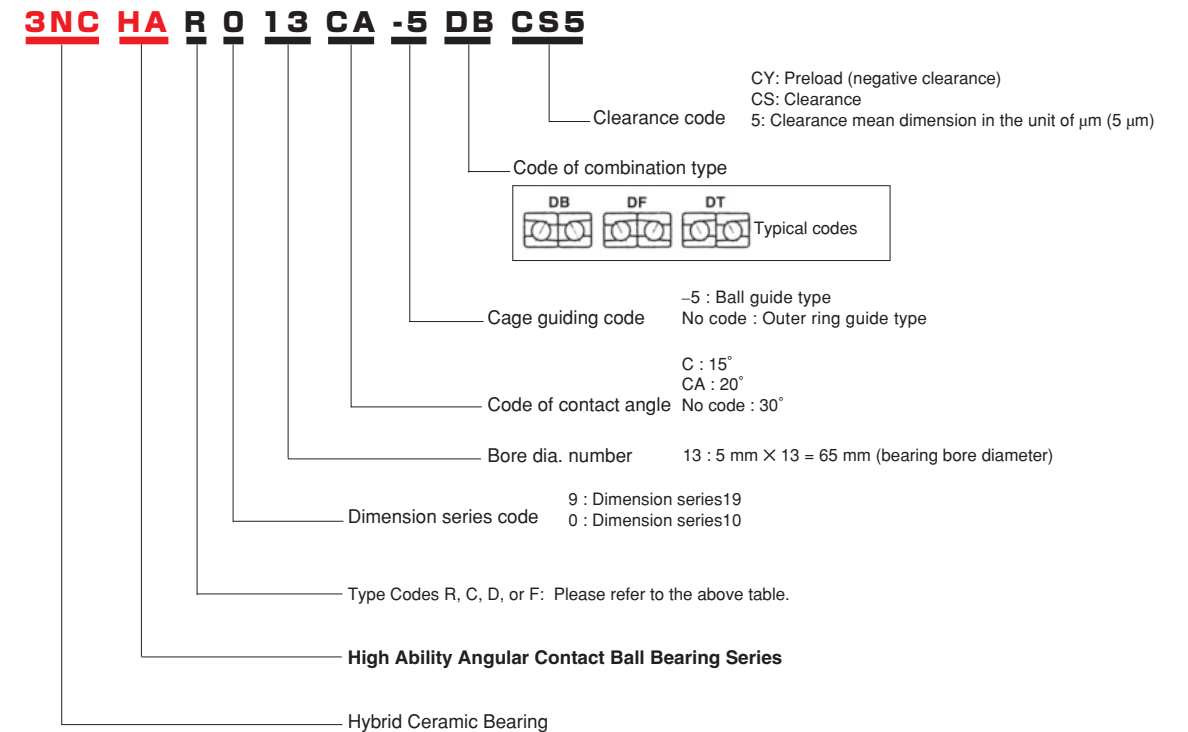 3NC HA R 0 13 CA -5 DB CS5
CY: Preload (negative clearance)
CS: Clearance
Clearance code
5: Clearance mean dimension in the unit of μm (5 μm)
Code of combination type
DB DF DT
Typical codes
–5 : Ball guide type
Cage guiding code
No code : Outer ring guide type
C : 15˚
CA : 20˚
Code of contact angle
No code : 30˚
Bore dia. number
13 : 5 mm × 13 = 65 mm (bearing bore diameter)
9 : Dimension series19
Dimension series code
0 : Dimension series10
Type Codes R, C, D, or F: Please refer to the above table.
High Ability Angular Contact Ball Bearing Series
Hybrid Ceramic Bearing